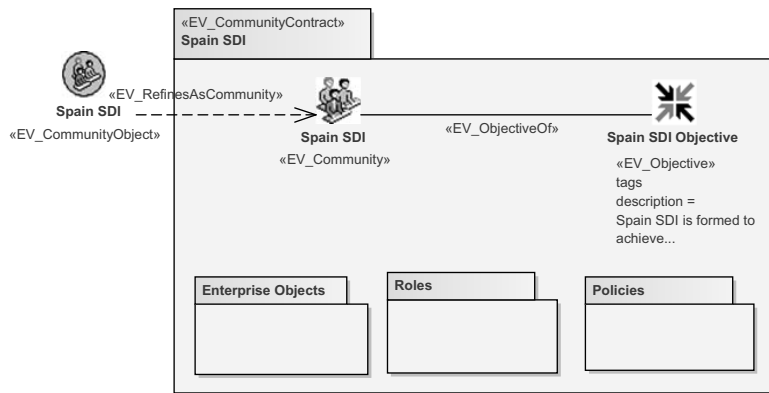 «EV_CommunityContract»
Spain SDI
«EV_RefinesAsCommunity»
Spain SDI
«EV_CommunityObject»
Spain SDI
«EV_Community»
«EV_ObjectiveOf»
Spain SDI Objective
«EV_Objective»
tags
description =
Spain SDI is formed to
achieve...
Enterprise Objects
Roles
Policies